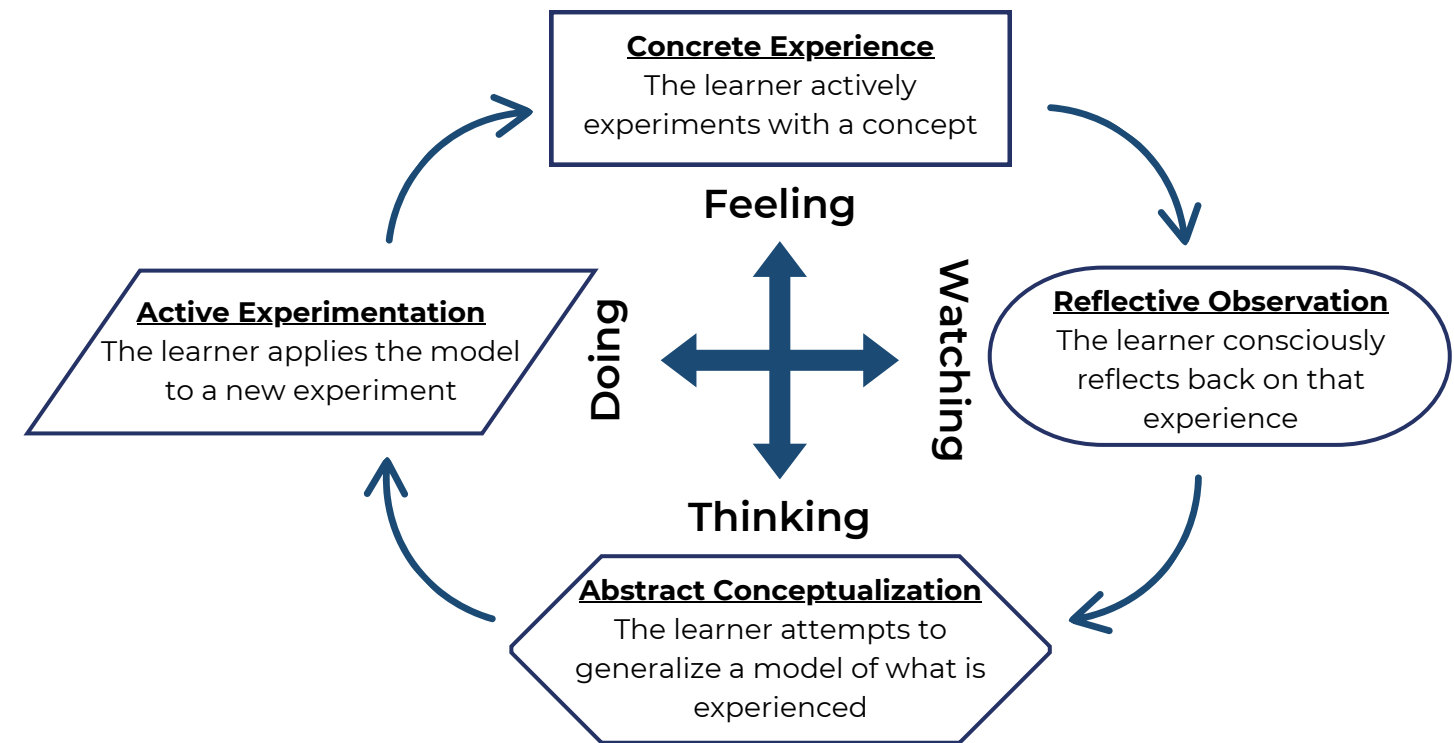 Concrete Experience
The learner actively
experiments with a concept
Feeling
Active Experimentation
The learner applies the model
to a new experiment
Doing
Watching
Reflective Observation
The learner consciously
reflects back on that
experience
Thinking
Abstract Conceptualization
The learner attempts to
generalize a model of what is
experienced